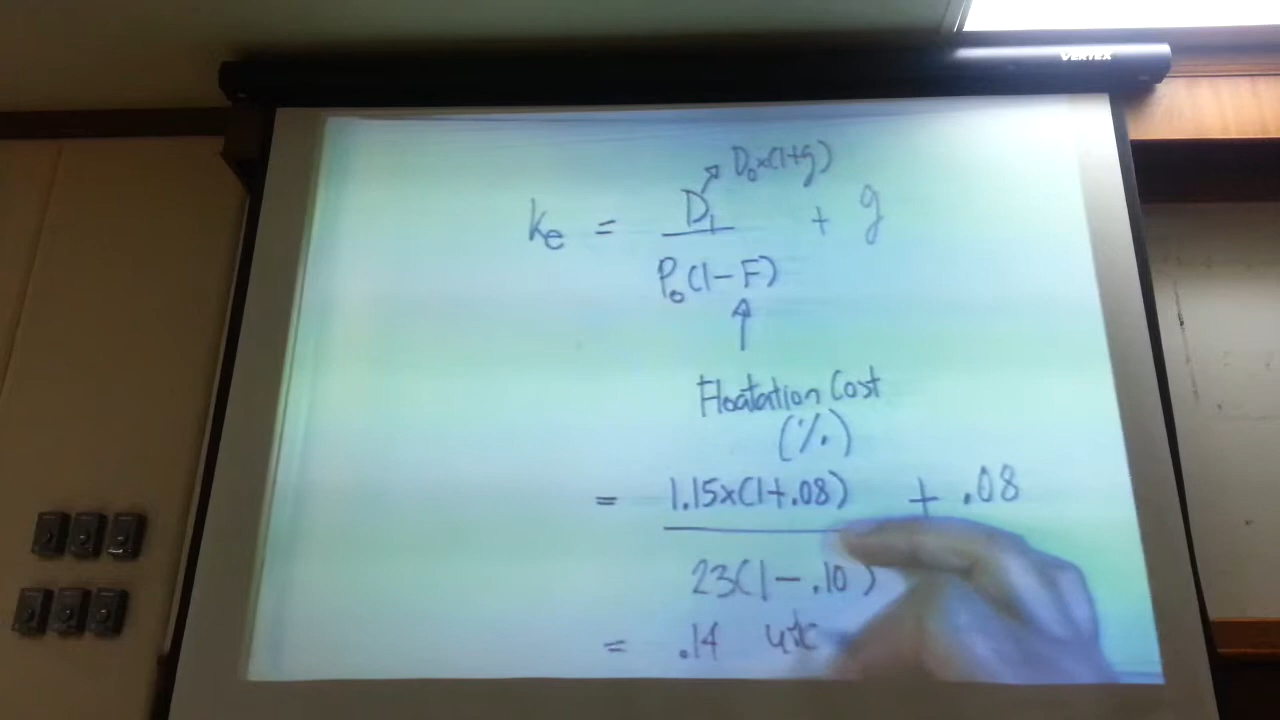 VERTEX
D₀×(1+g)
kₑ = D₁ + g
P₀(1-F)
Floatation Cost
(%)
= 1.15×(1+.08) + .08
23(1-.10)
= .14